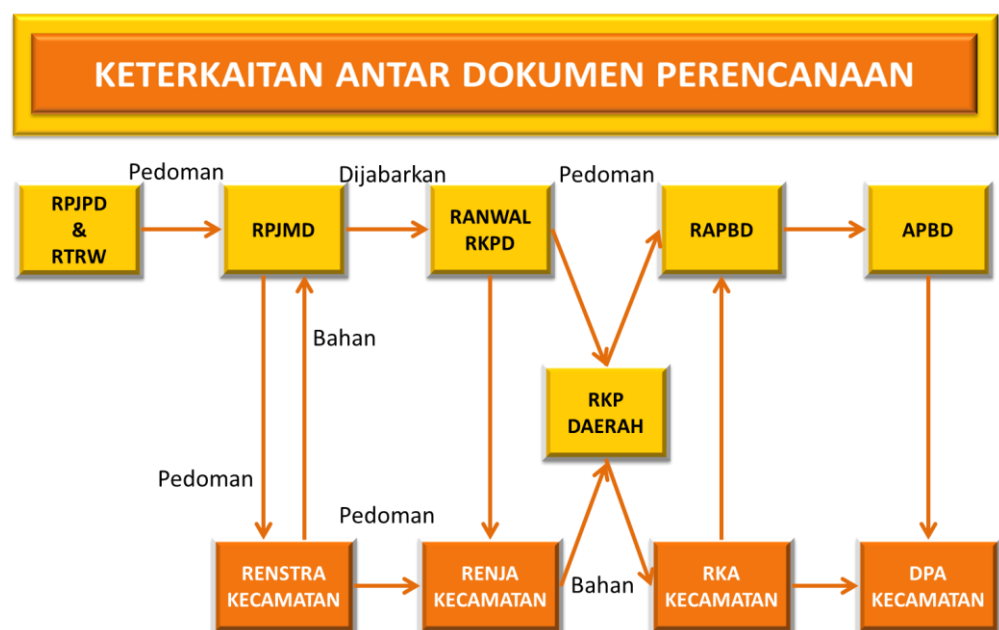 KETERKAITAN ANTAR DOKUMEN PERENCANAAN
Pedoman
Dijabarkan
Pedoman
RPJPD
&
RTRW
RPJMD
RANWAL
RKPD
RAPBD
APBD
Bahan
RKP
DAERAH
Pedoman
Pedoman
Bahan
RENSTRA
KECAMATAN
RENJA
KECAMATAN
RKA
KECAMATAN
DPA
KECAMATAN